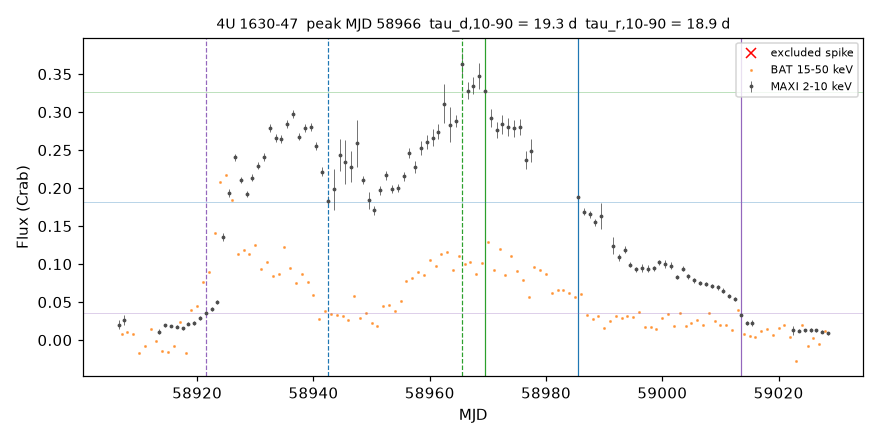 4U 1630-47  peak MJD 58966  tau_d,10-90 = 19.3 d  tau_r,10-90 = 18.9 d
excluded spike
BAT 15-50 keV
MAXI 2-10 keV
Flux (Crab)
0.35
0.30
0.25
0.20
0.15
0.10
0.05
0.00
58920
58940
58960
58980
59000
59020
MJD